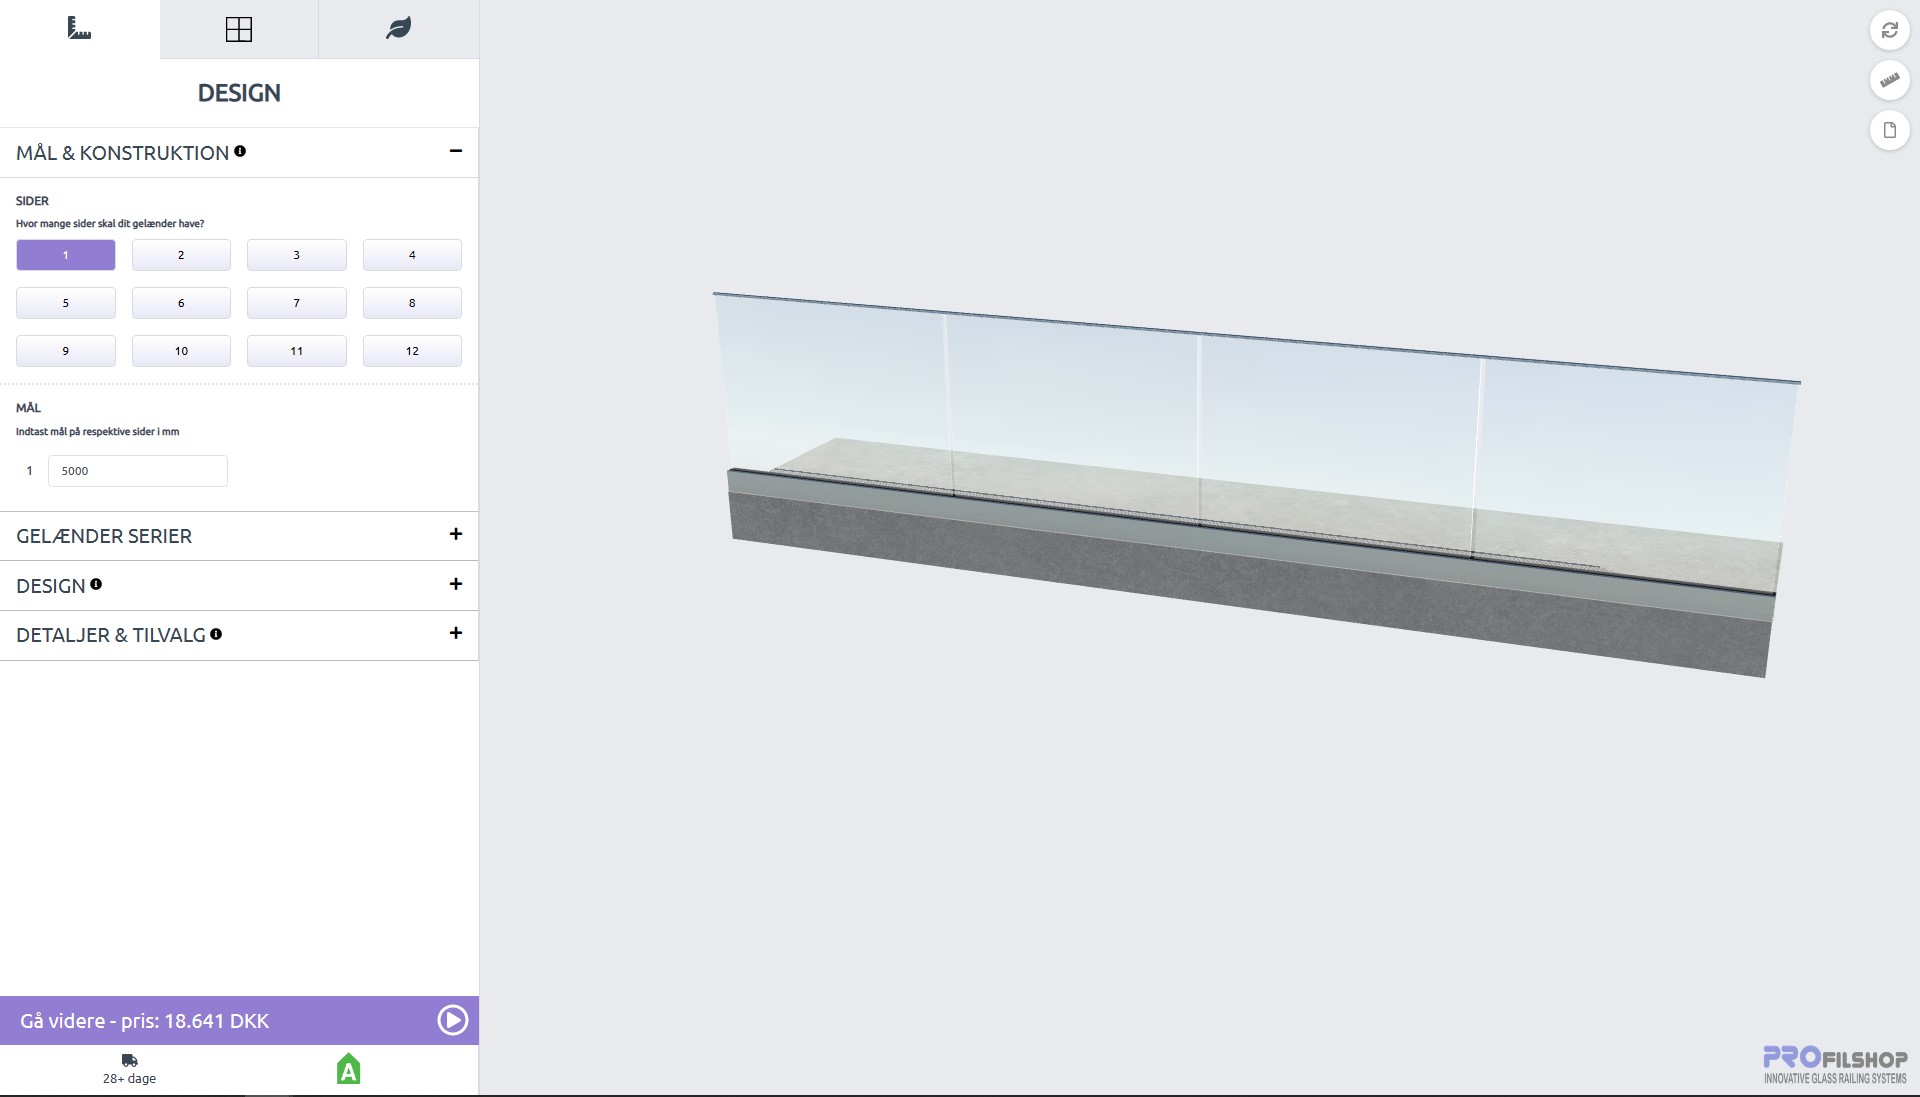 DESIGN
MÅL & KONSTRUKTION
SIDER
Hvor mange sider skal dit gelænder have?
1 2 3 4
5 6 7 8
9 10 11 12
MÅL
Indtast mål på respektive sider i mm
1 5000
GELÆNDER SERIER
DESIGN
DETALJER & TILVALG
Gå videre - pris: 18.641 DKK
28+ dage
A
PROFILSHOP
INNOVATIVE GLASS RAILING SYSTEMS